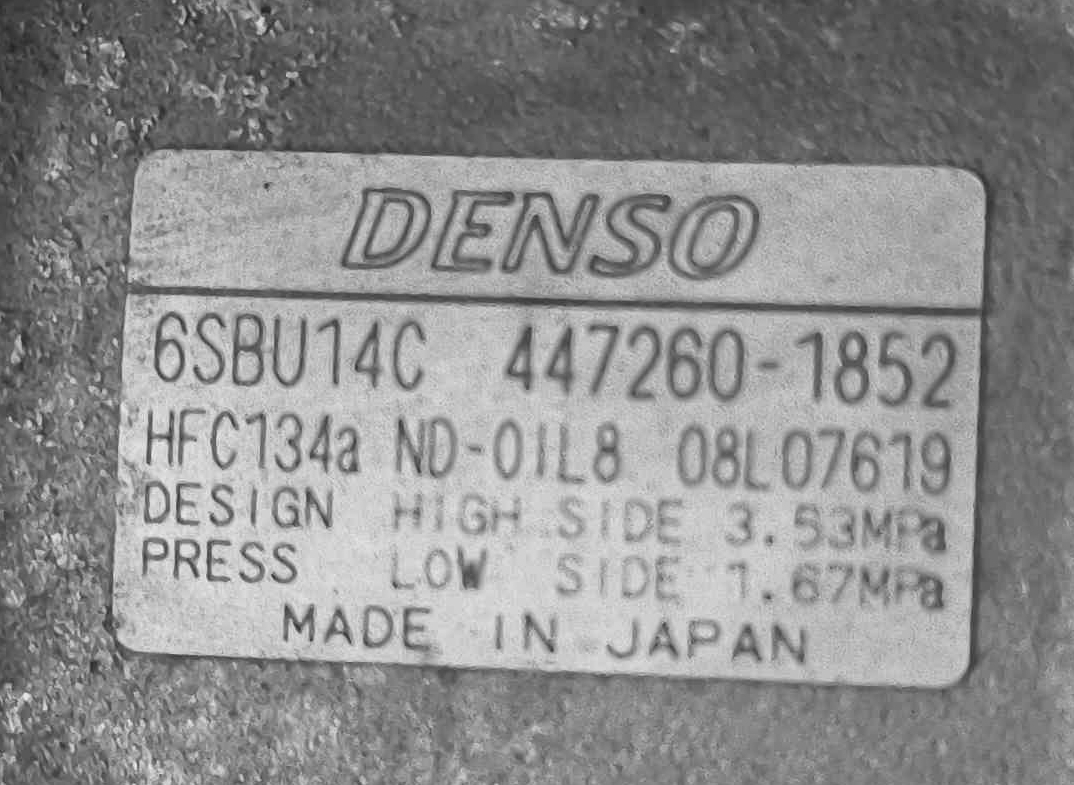 DENSO
6SBU14C 447260-1852
HFC134a ND-OIL8 08L07619
DESIGN HIGH SIDE 3.53MPa
PRESS LOW SIDE 1.67MPa
MADE IN JAPAN